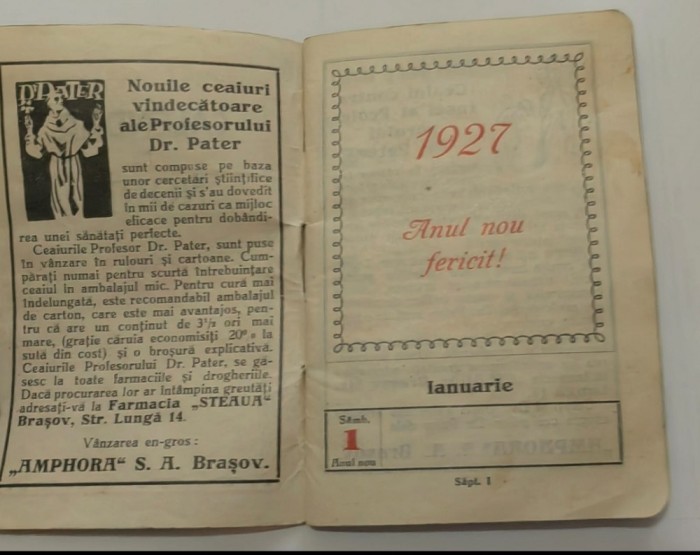 Dr PATER
Nouile ceaiuri
vindecătoare
ale Profesorului
Dr. Pater
sunt compuse pe baza
unor cercetări științifice
de decenii și s'au dovedit
în mii de cazuri ca mijloc
eficace pentru dobândi-
rea unei sănătați perfecte.
Ceaiurile Profesor Dr. Pater, sunt puse
în vânzare în rulouri și cartoane. Cum-
părați numai pentru scurtă întrebuințare
ceaiul în ambalajul mic. Pentru cură mai
îndelungată, este recomandabil ambalajul
de carton, care este mai avantajos, pen-
tru că are un conținut de 3½ ori mai
mare, (grație căruia economisiți 20% la
sută din cost) și o broșură explicativă.
Ceaiurile Profesorului Dr. Pater, se gă-
sesc la toate farmaciile și drogheriile.
Dacă procurarea lor ar întâmpina greutăți
adresați-vă la Farmacia „STEAUA"
Brașov, Str. Lungă 14.
Vânzarea en-gros :
„AMPHORA" S. A. Brașov.
1927
Anul nou
fericit!
Ianuarie
Sâmb.
1
Anul nou
Săpt. I